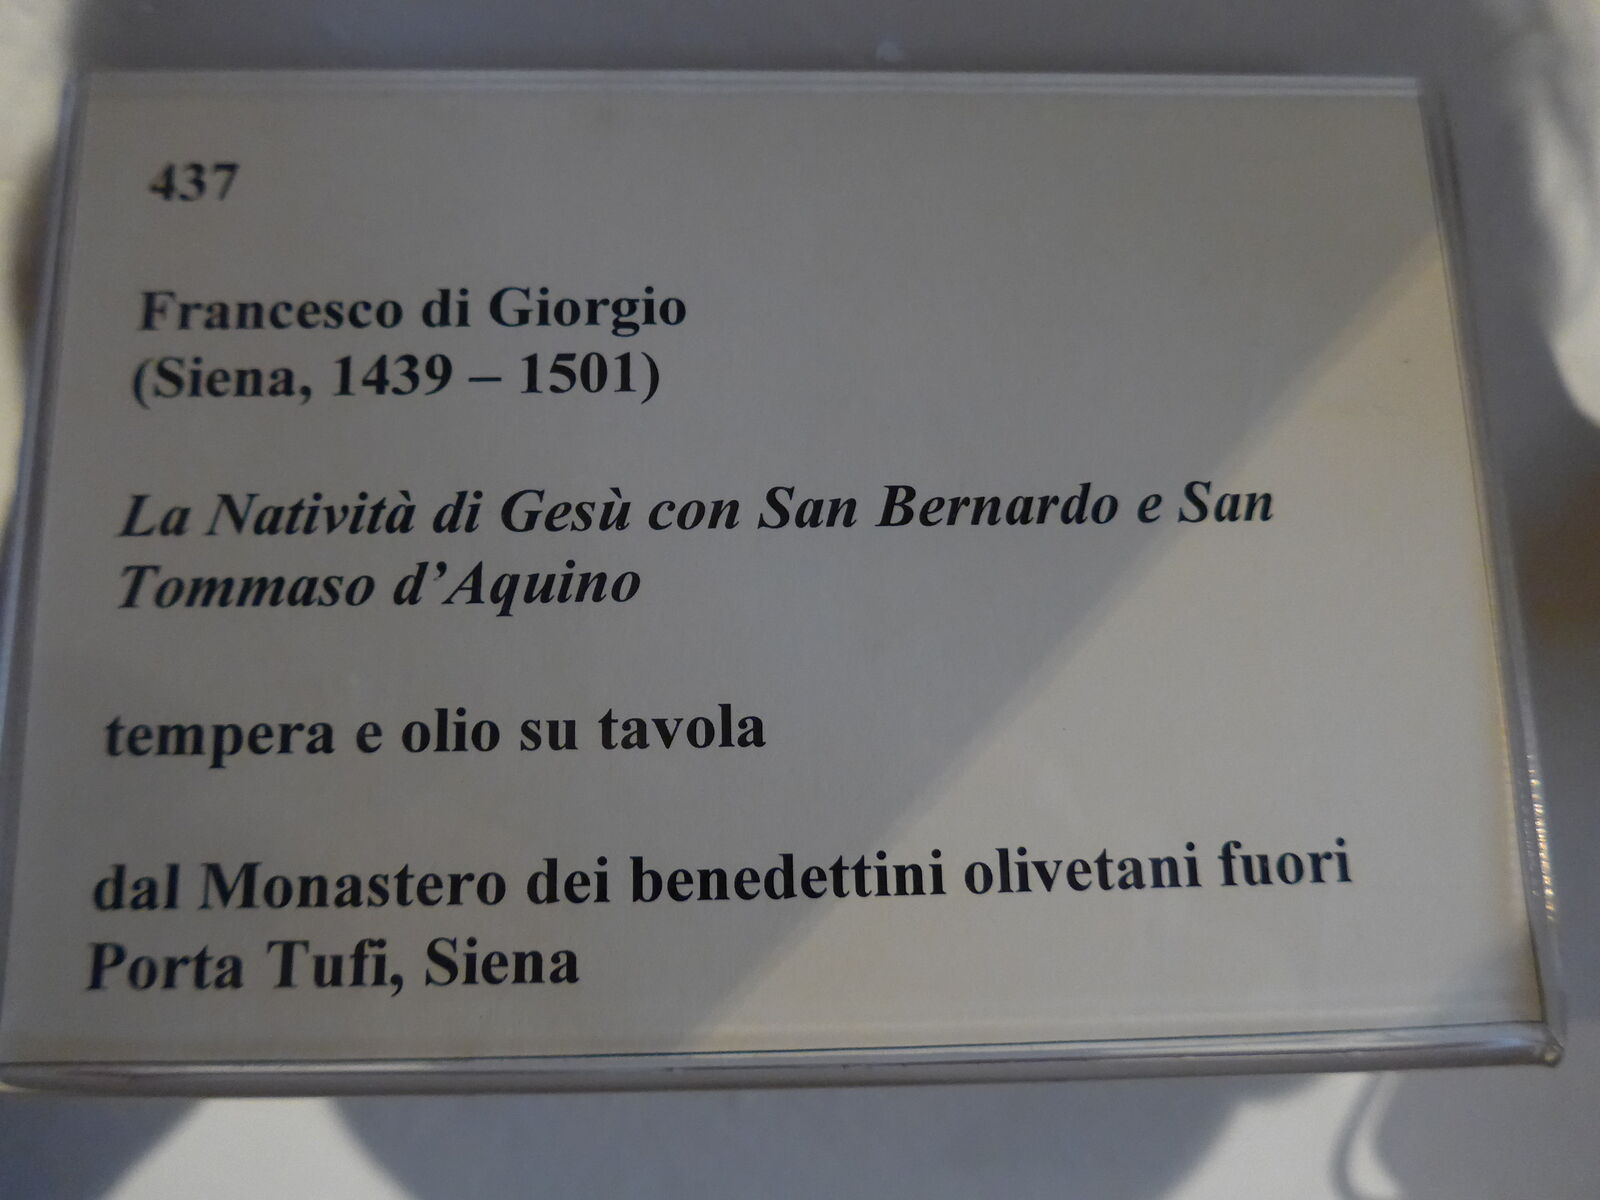 437
Francesco di Giorgio
(Siena, 1439 – 1501)
La Natività di Gesù con San Bernardo e San
Tommaso d’Aquino
tempera e olio su tavola
dal Monastero dei benedettini olivetani fuori
Porta Tufi, Siena